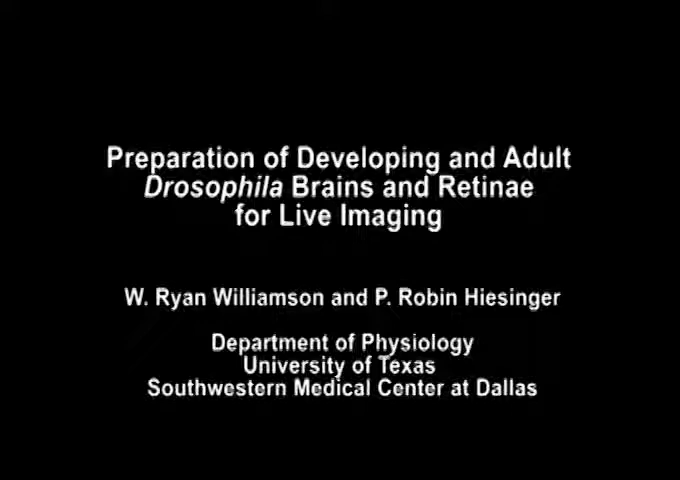 Preparation of Developing and Adult
Drosophila Brains and Retinae
for Live Imaging
W. Ryan Williamson and P. Robin Hiesinger
Department of Physiology
University of Texas
Southwestern Medical Center at Dallas